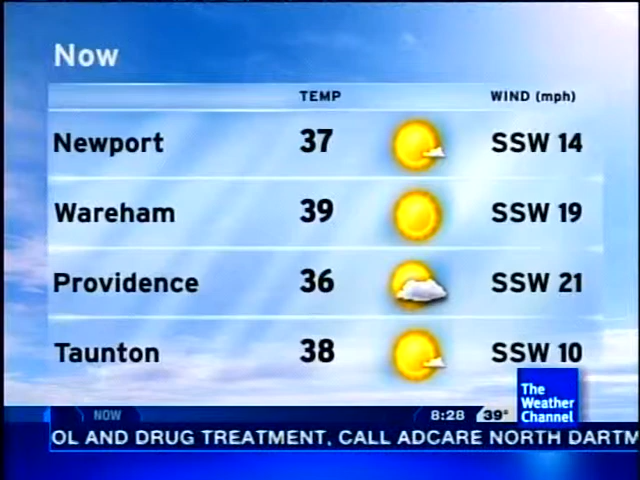 Now
TEMP WIND (mph)
Newport 37 SSW 14
Wareham 39 SSW 19
Providence 36 SSW 21
Taunton 38 SSW 10
The
Weather
Channel
NOW 8:28 39°
OL AND DRUG TREATMENT, CALL ADCARE NORTH DARTM